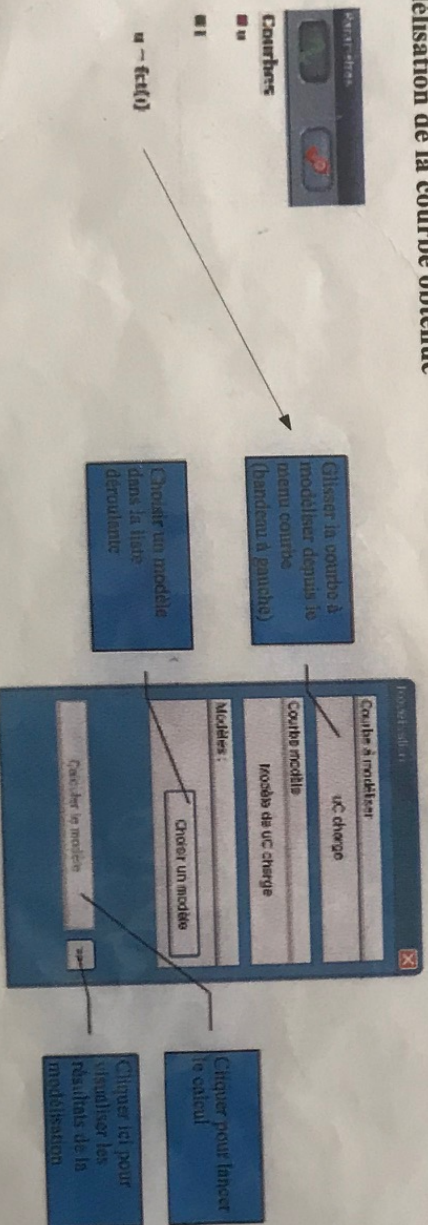 élisation de la courbe obtenue
Paramètres
Courbes
u
I
u = fct(i)
Glisser la courbe à
modéliser depuis le
menu courbe
(bandeau à gauche)
Choisir un modèle
dans la liste
déroulante
Modélisation
Courbe à modéliser
uC charge
Courbe modèle
Modèle de uC charge
Modèles :
Choisir un modèle
Calculer le modèle
Cliquer pour lancer
le calcul
Cliquer ici pour
visualiser les
résultats de la
modélisation